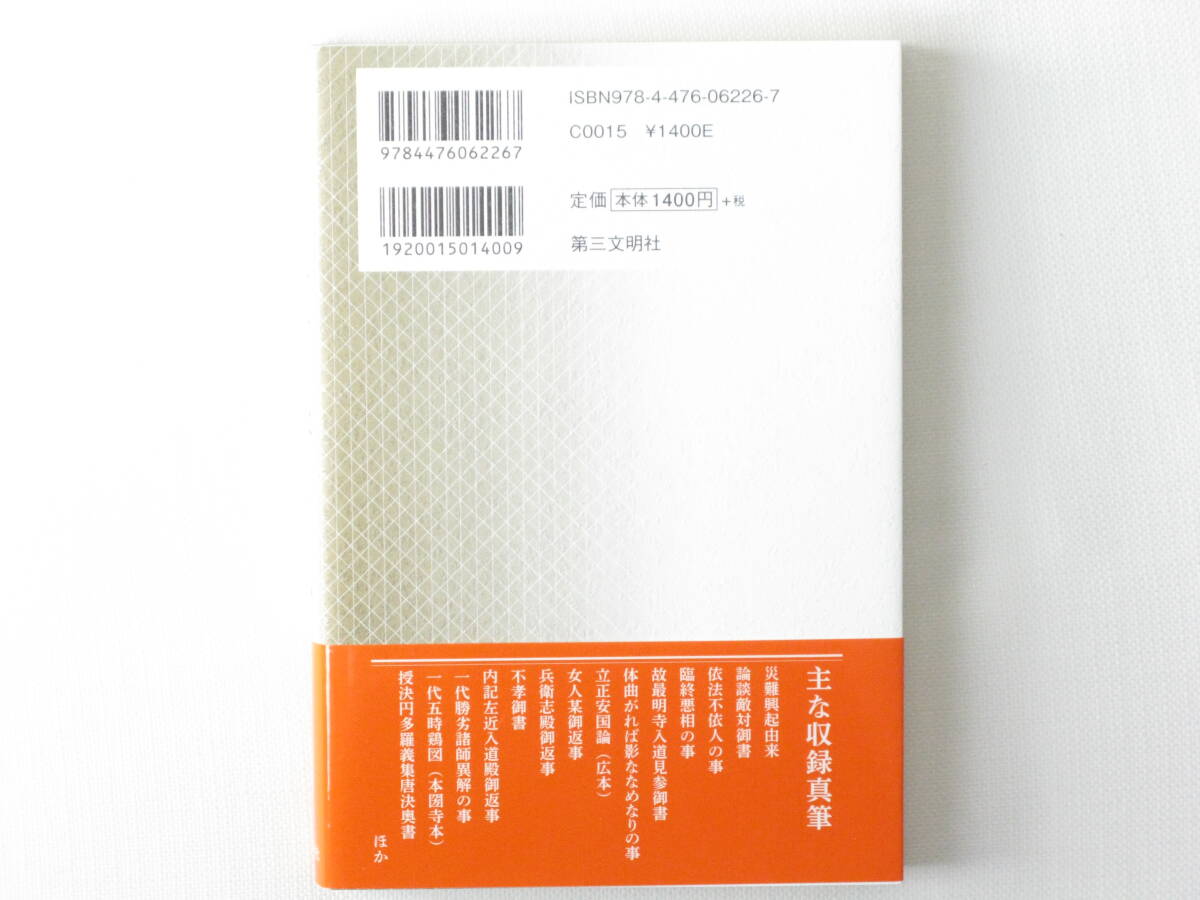 ISBN978-4-476-06226-7
C0015 ¥1400E
9784476062267
定価 本体1400円 +税
1920015014009
第三文明社
主な収録真筆
災難興起由来
論談敵対御書
依法不依人の事
臨終悪相の事
故最明寺入道見参御書
体曲がれば影ななめなりの事
立正安国論(広本)
女人某御返事
兵衛志殿御返事
不孝御書
内記左近入道殿御返事
一代勝劣諸師異解の事
一代五時鶏図(本圀寺本)
授決円多羅義集唐決奥書
ほか